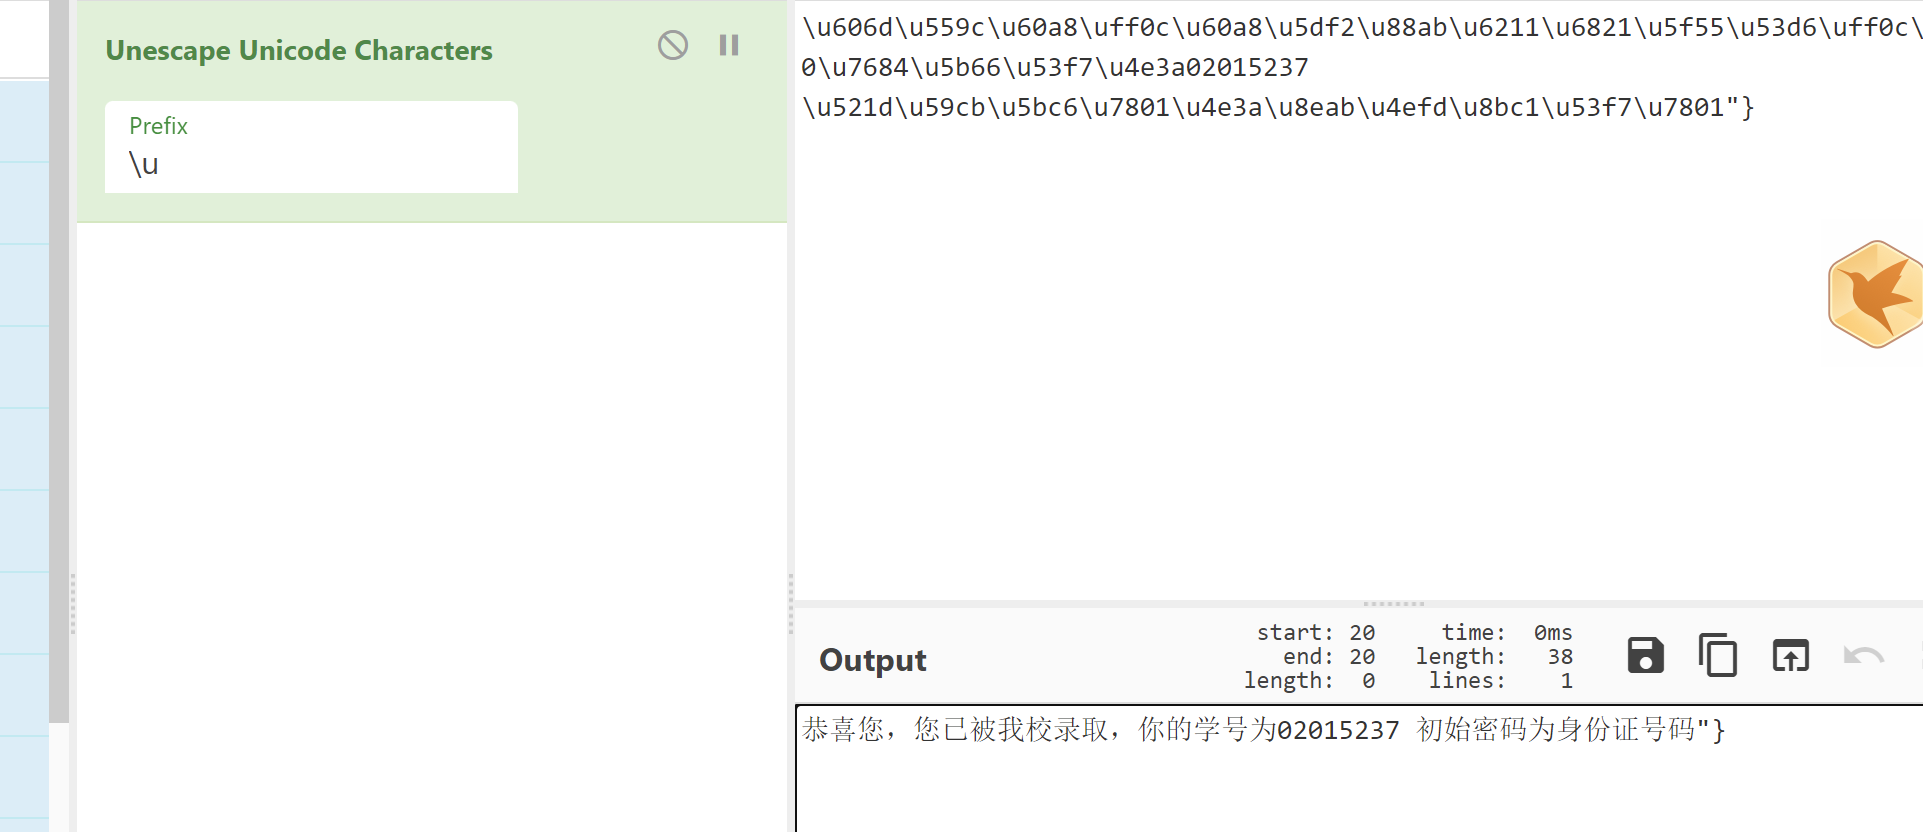 Unescape Unicode Characters
Prefix
\u
\u606d\u559c\u60a8\uff0c\u60a8\u5df2\u88ab\u6211\u6821\u5f55\u53d6\uff0c\
0\u7684\u5b66\u53f7\u4e3a02015237
\u521d\u59cb\u5bc6\u7801\u4e3a\u8eab\u4efd\u8bc1\u53f7\u7801"}
Output
start: 20 time: 0ms
end: 20 length: 38
length: 0 lines: 1
恭喜您，您已被我校录取，你的学号为02015237 初始密码为身份证号码"}